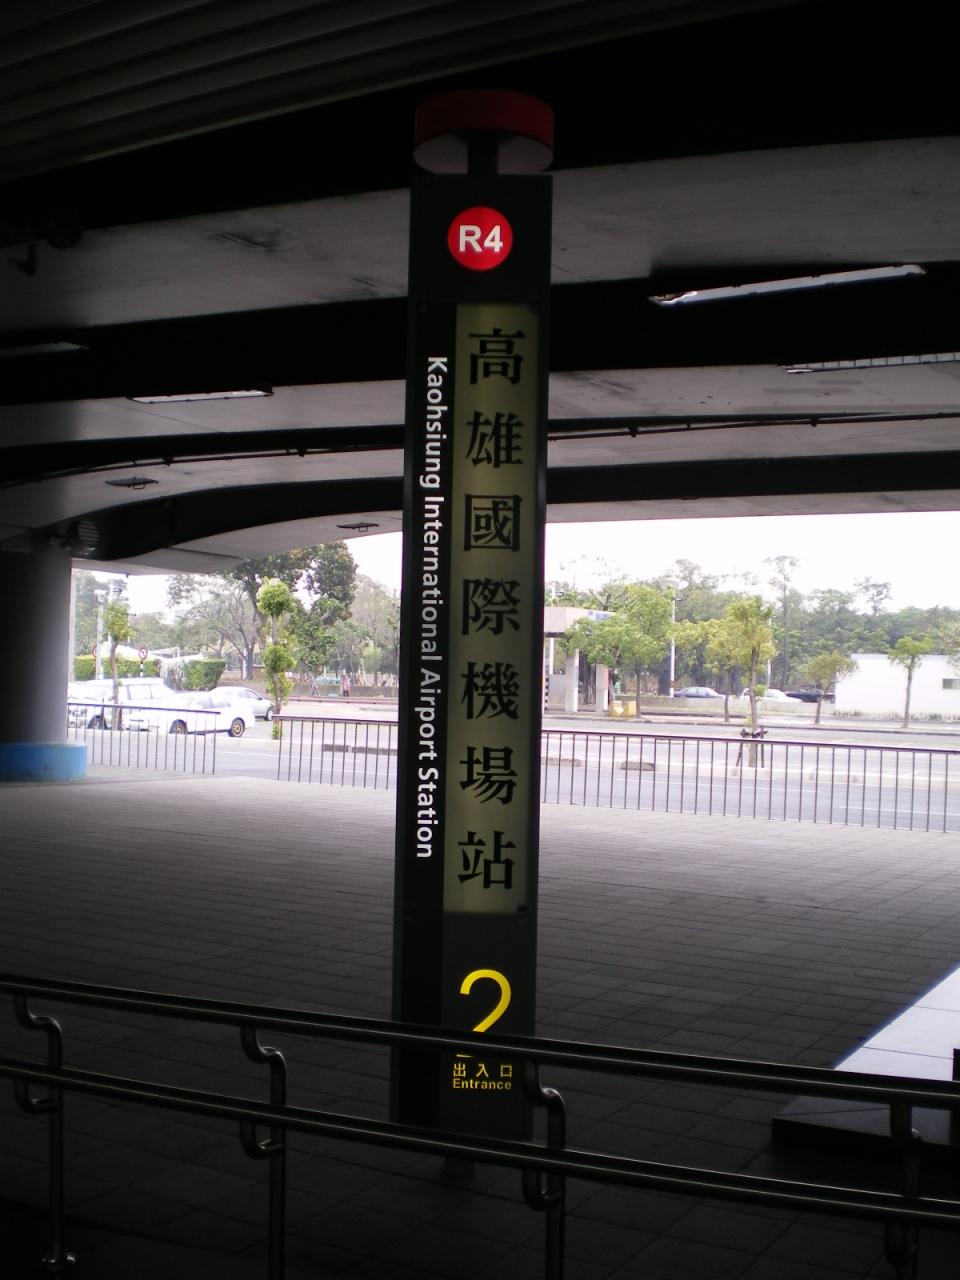 R4
高雄國際機場站
Kaohsiung International Airport Station
2
出入口
Entrance